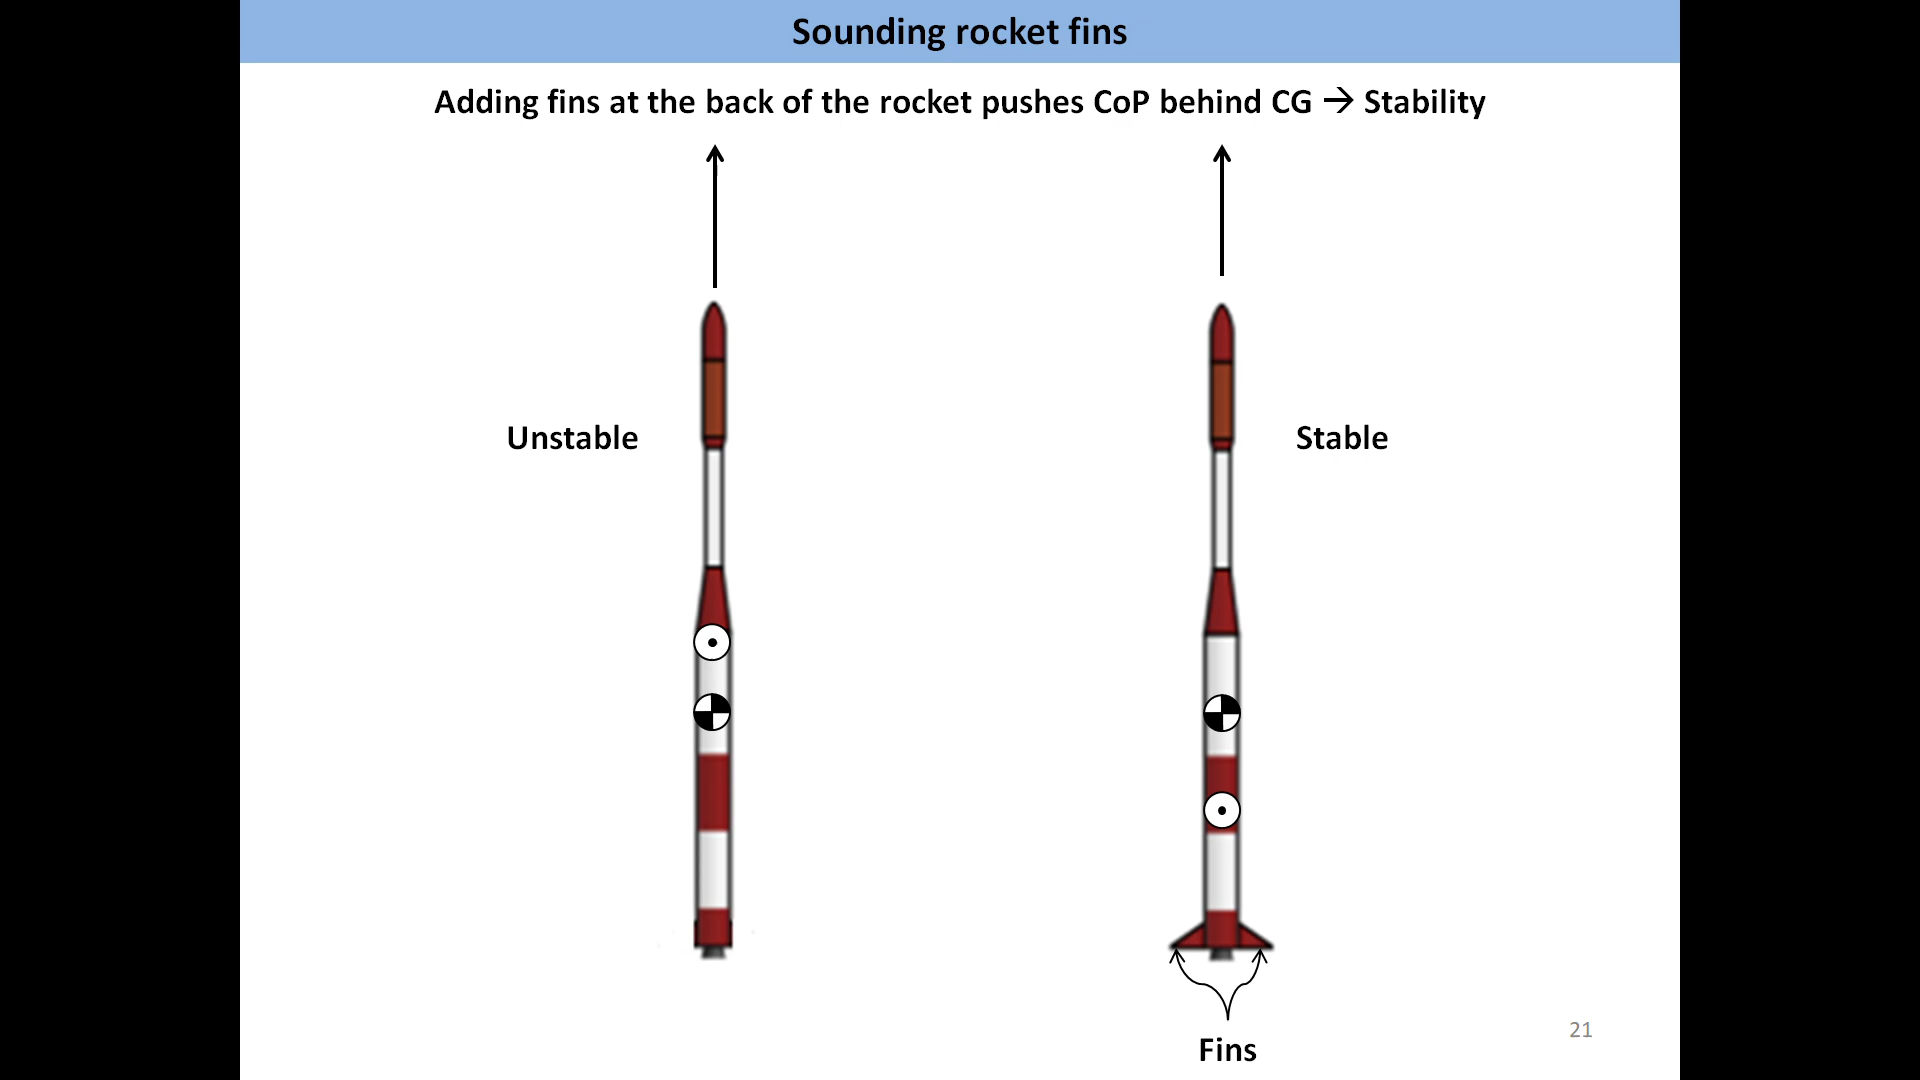 Sounding rocket fins
Adding fins at the back of the rocket pushes CoP behind CG → Stability
Unstable
Stable
Fins
21